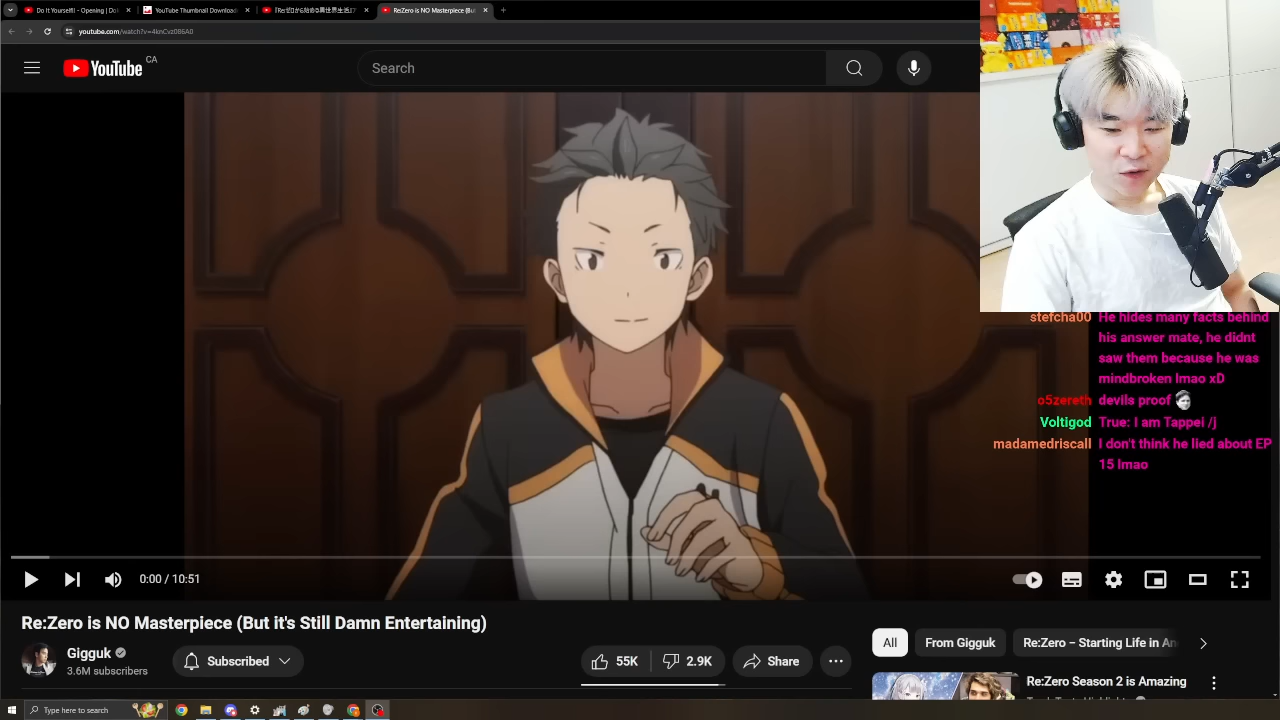 Do It Yourself!! - Opening | Do I
YouTube Thumbnail Download
Re:Zero is NO Masterpiece (Bu
youtube.com/watch?v=4knCvz086A0
YouTube CA
Search
stefcha00 He hides many facts behind
his answer mate, he didnt
saw them because he was
mindbroken lmao xD
o5zereth devils proof
Voltigod True: I am Tappei /j
madamedriscall I don't think he lied about EP
15 lmao
0:00 / 10:51
Re:Zero is NO Masterpiece (But it's Still Damn Entertaining)
Gigguk
3.6M subscribers
Subscribed
55K
2.9K
Share
All
From Gigguk
Re:Zero − Starting Life in An
Re:Zero Season 2 is Amazing
Type here to search